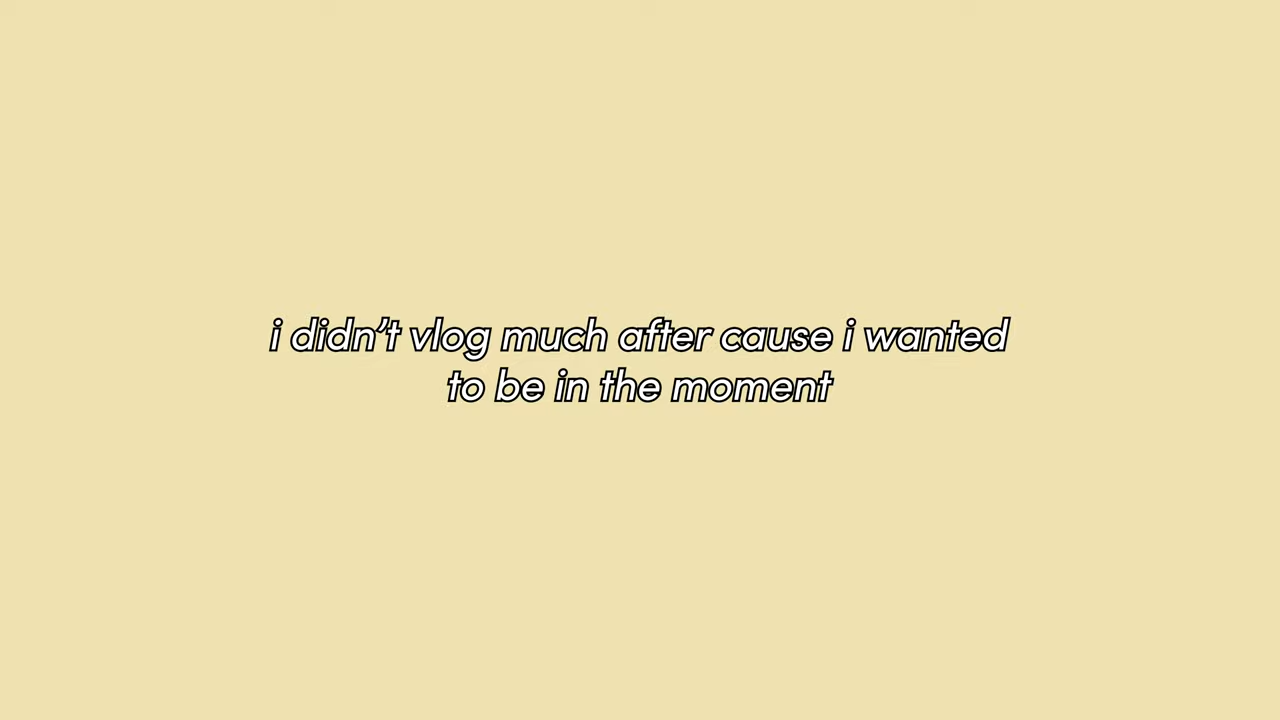 i didn’t vlog much after cause i wanted
to be in the moment